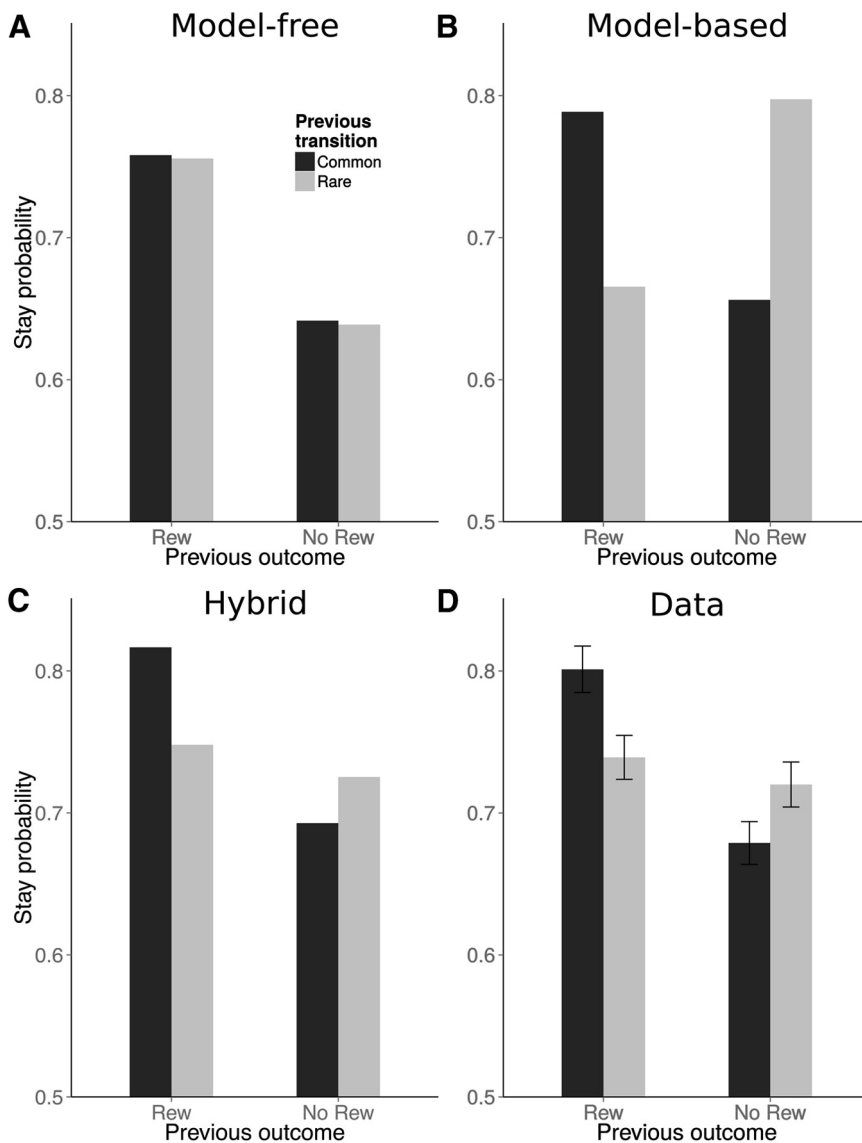 A
Model-free
B
Model-based
0.8
0.7
0.6
0.5
Stay probability
Previous
transition
Common
Rare
Rew
No Rew
Previous outcome
0.8
0.7
0.6
0.5
Rew
No Rew
Previous outcome
C
Hybrid
D
Data
0.8
0.7
0.6
0.5
Stay probability
Rew
No Rew
Previous outcome
0.8
0.7
0.6
0.5
Rew
No Rew
Previous outcome